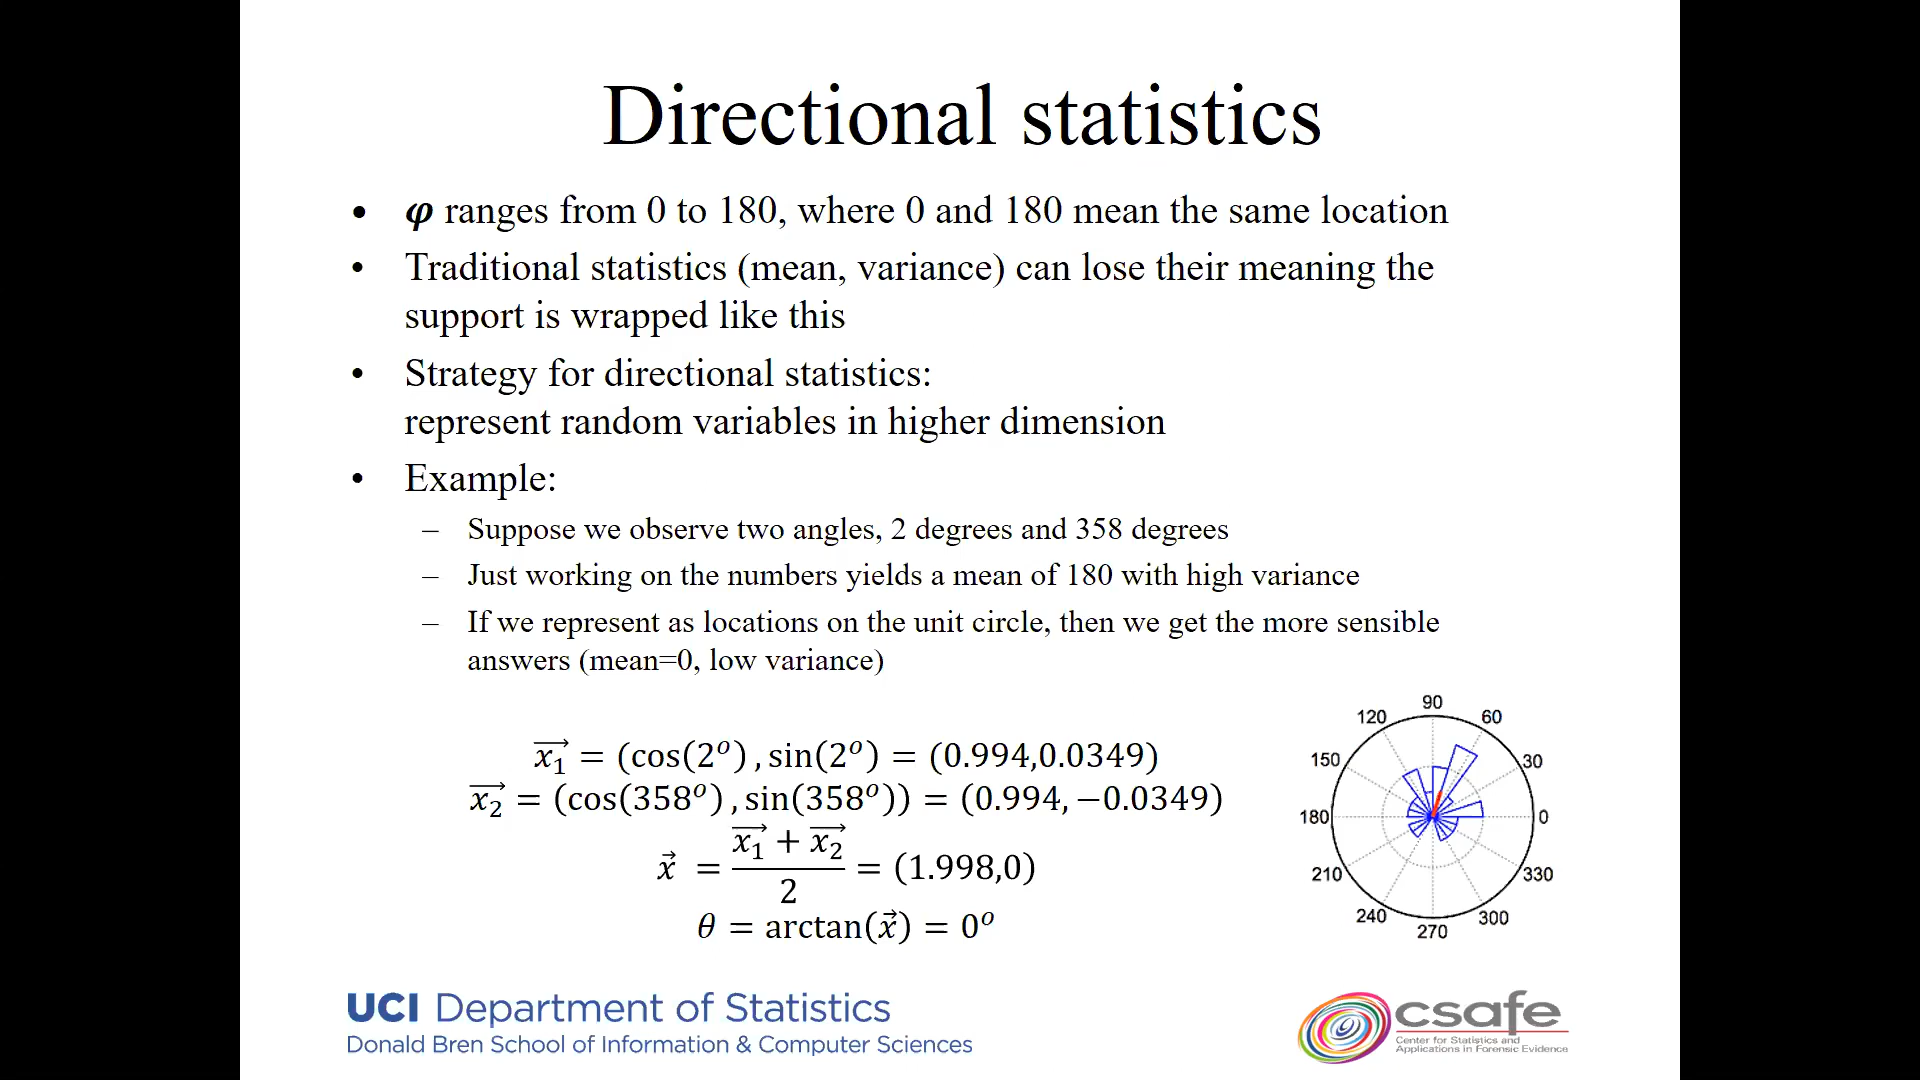 Directional statistics
• φ ranges from 0 to 180, where 0 and 180 mean the same location
• Traditional statistics (mean, variance) can lose their meaning the
support is wrapped like this
• Strategy for directional statistics:
represent random variables in higher dimension
• Example:
– Suppose we observe two angles, 2 degrees and 358 degrees
– Just working on the numbers yields a mean of 180 with high variance
– If we represent as locations on the unit circle, then we get the more sensible
answers (mean=0, low variance)
x₁⃗ = (cos(2°), sin(2°) = (0.994,0.0349)
x₂⃗ = (cos(358°), sin(358°)) = (0.994, −0.0349)
x⃗ = (x₁⃗ + x₂⃗)/2 = (1.998,0)
θ = arctan(x⃗) = 0°
90
120
60
150
30
180
0
210
330
240
300
270
UCI Department of Statistics
Donald Bren School of Information & Computer Sciences
csafe
Center for Statistics and
Applications in Forensic Evidence